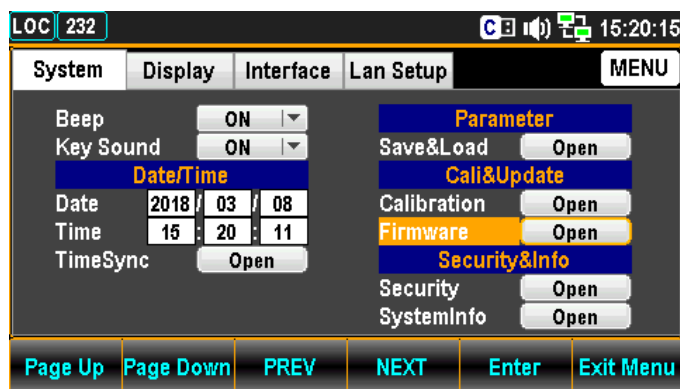 LOC 232 C 15:20:15
System Display Interface Lan Setup MENU
Beep ON
Key Sound ON
Date/Time
Date 2018 / 03 / 08
Time 15 : 20 : 11
TimeSync Open
Parameter
Save&Load Open
Cali&Update
Calibration Open
Firmware Open
Security&Info
Security Open
SystemInfo Open
Page Up Page Down PREV NEXT Enter Exit Menu